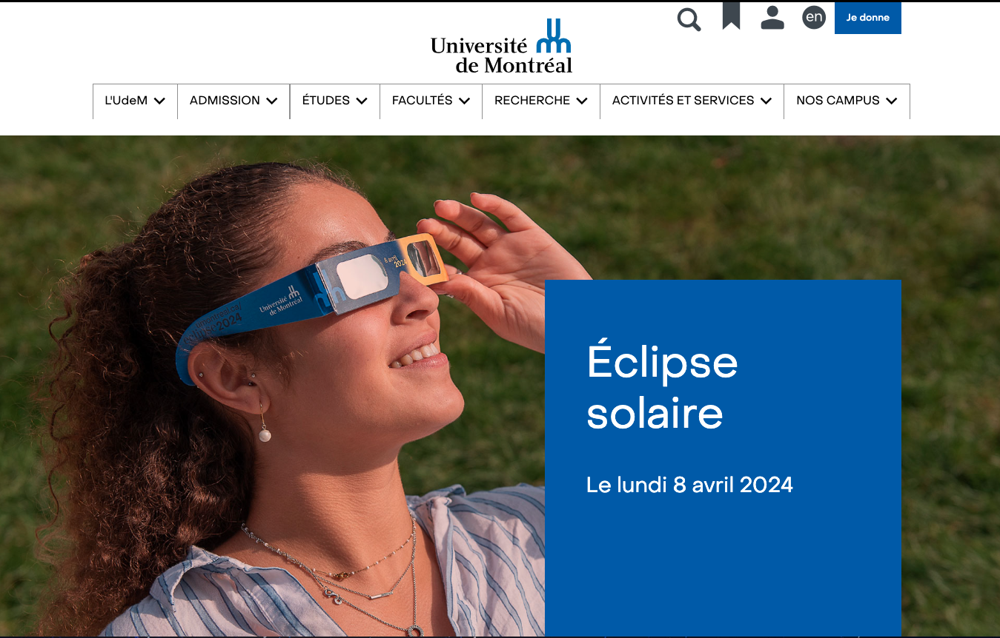 en
Je donne
Université
de Montréal
L'UdeM
ADMISSION
ÉTUDES
FACULTÉS
RECHERCHE
ACTIVITÉS ET SERVICES
NOS CAMPUS
8 avril
2024
Université
de Montréal
2024
Éclipse
solaire
Le lundi 8 avril 2024